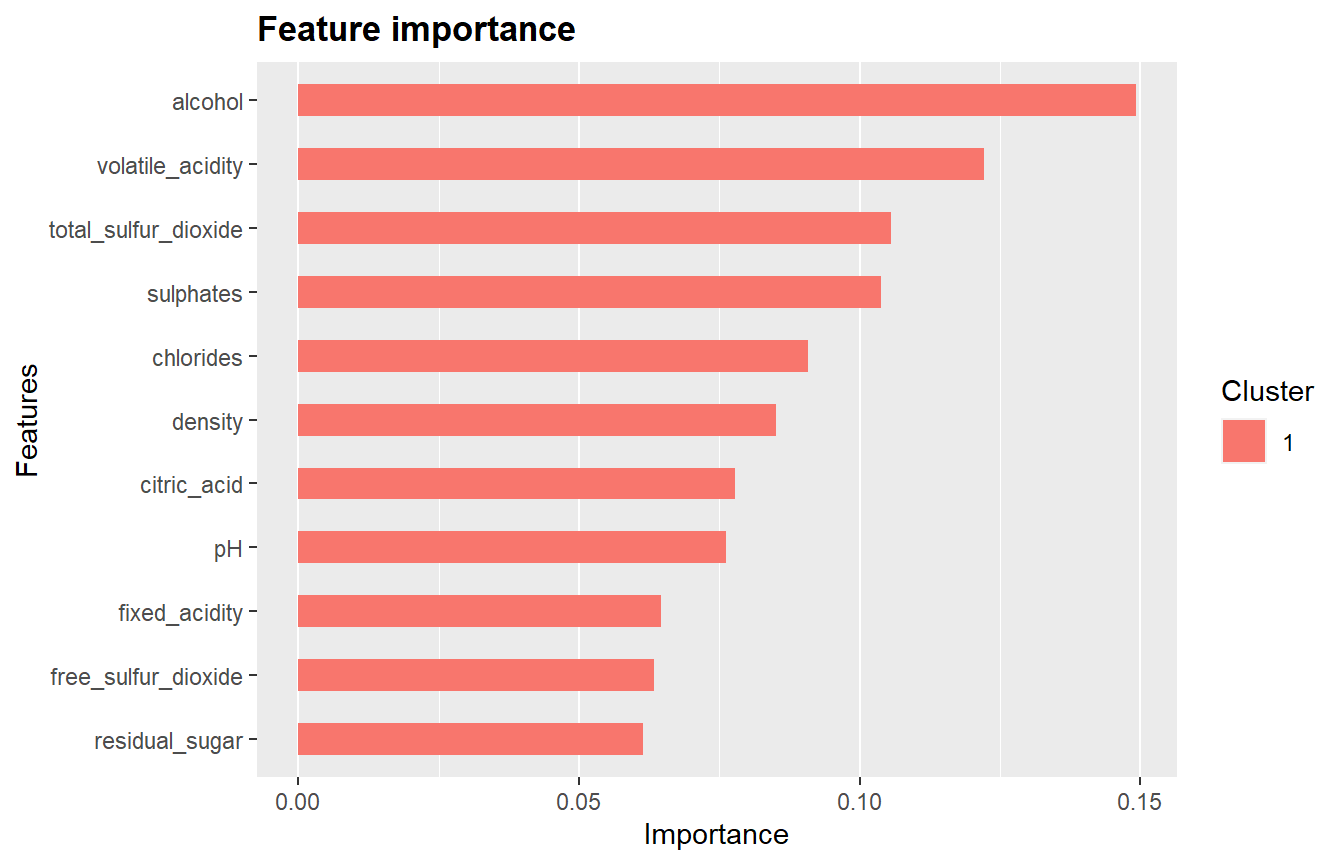 Feature importance
alcohol
volatile_acidity
total_sulfur_dioxide
sulphates
chlorides
density
citric_acid
pH
fixed_acidity
free_sulfur_dioxide
residual_sugar
Features
0.00 0.05 0.10 0.15
Importance
Cluster
1